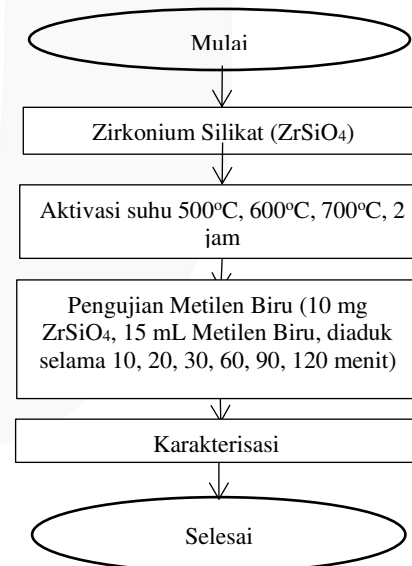 Mulai
Zirkonium Silikat (ZrSiO₄)
Aktivasi suhu 500°C, 600°C, 700°C, 2
jam
Pengujian Metilen Biru (10 mg
ZrSiO₄, 15 mL Metilen Biru, diaduk
selama 10, 20, 30, 60, 90, 120 menit)
Karakterisasi
Selesai